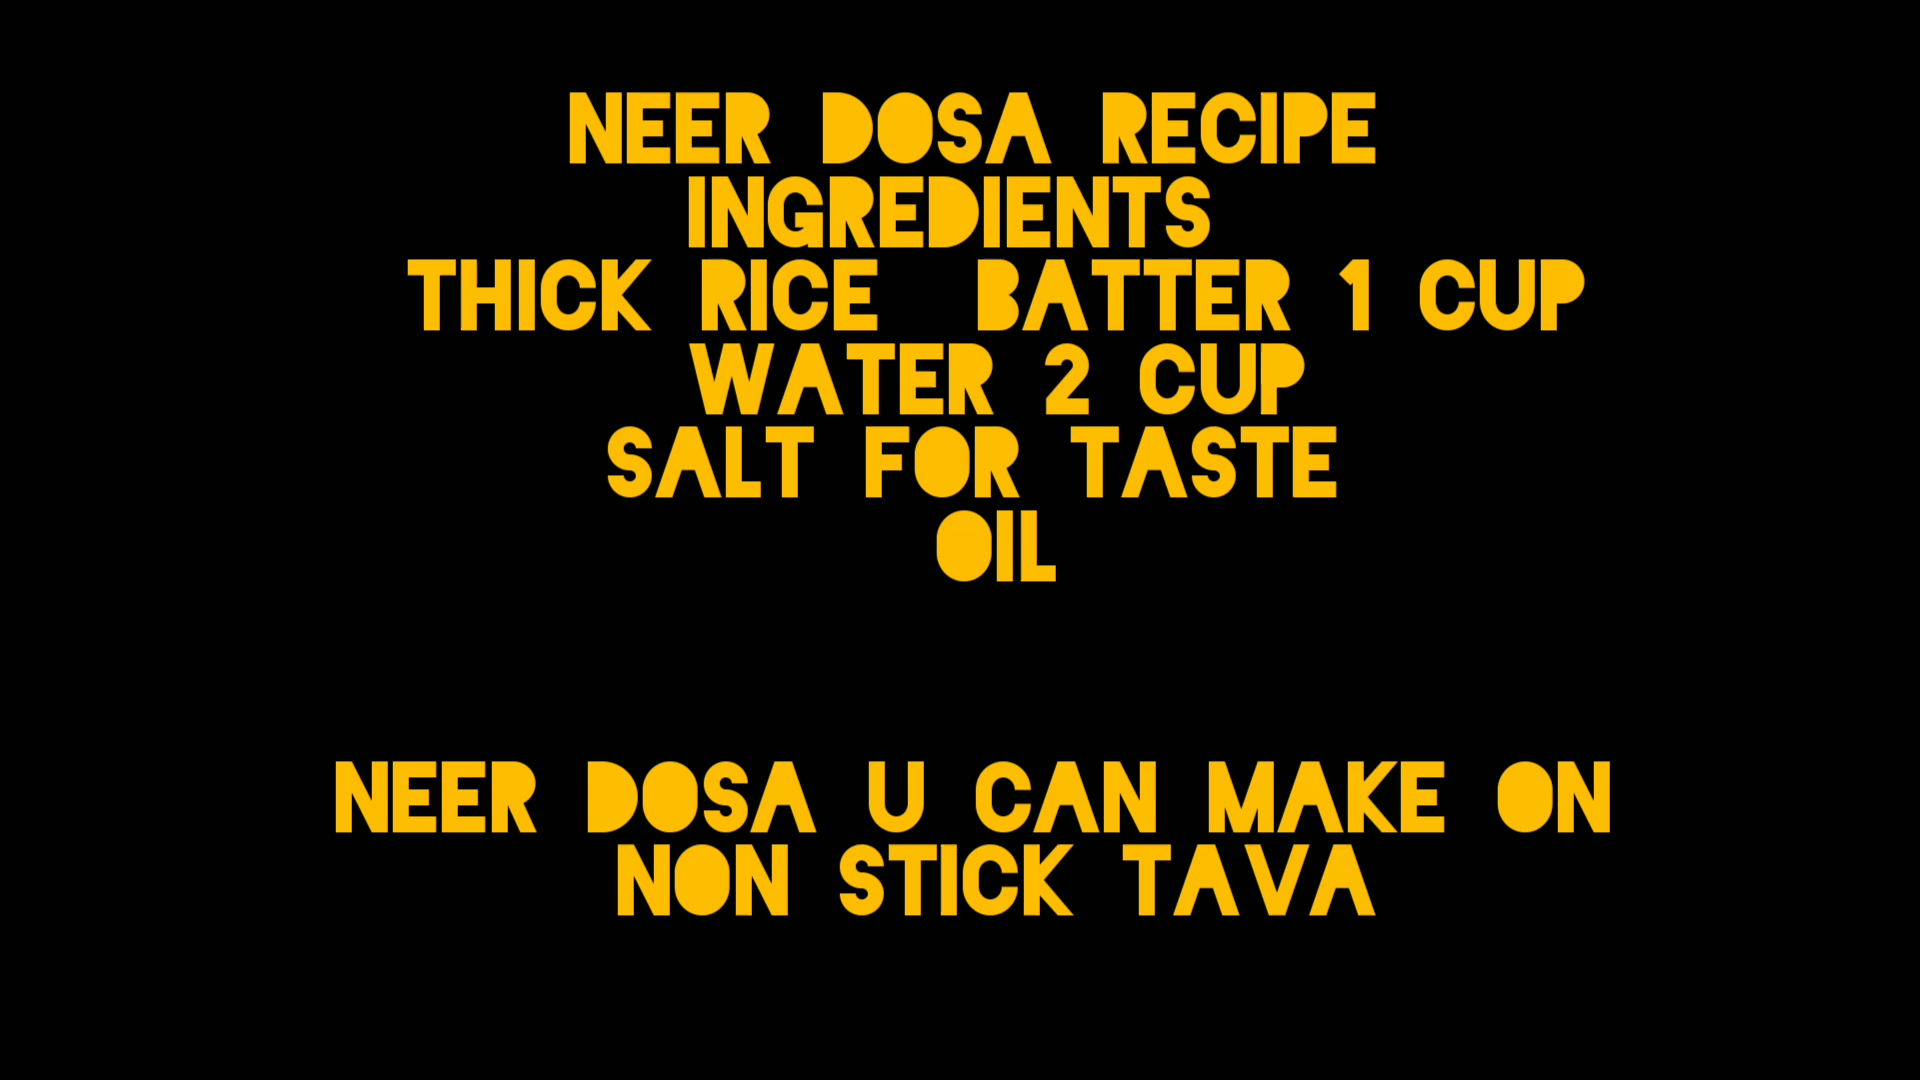 NEER DOSA RECIPE
INGREDIENTS
THICK RICE BATTER 1 CUP
WATER 2 CUP
SALT FOR TASTE
OIL
NEER DOSA U CAN MAKE ON
NON STICK TAVA